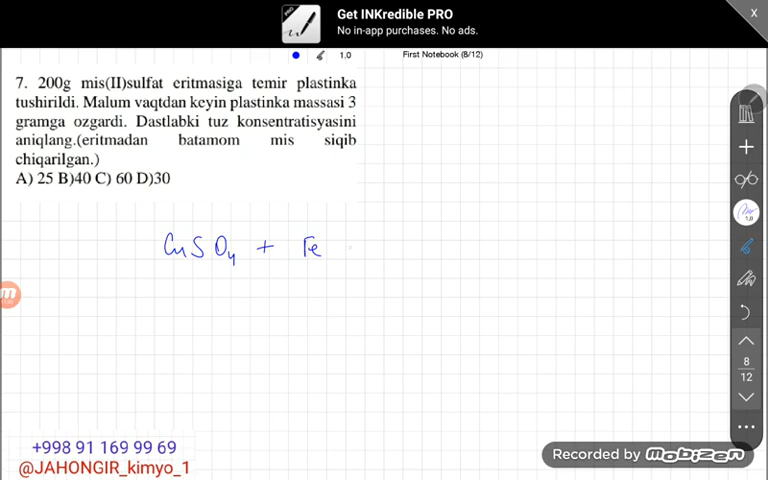 Get INKredible PRO
No in-app purchases. No ads.
X
1.0
First Notebook (8/12)
7. 200g mis(II)sulfat eritmasiga temir plastinka
tushirildi. Malum vaqtdan keyin plastinka massasi 3
gramga ozgardi. Dastlabki tuz konsentratisyasini
aniqlang.(eritmadan batamom mis siqib
chiqarilgan.)
A) 25 B)40 C) 60 D)30
CuSO₄ + Fe
1,0
8
12
+998 91 169 99 69
@JAHONGIR_kimyo_1
Recorded by Mobizen